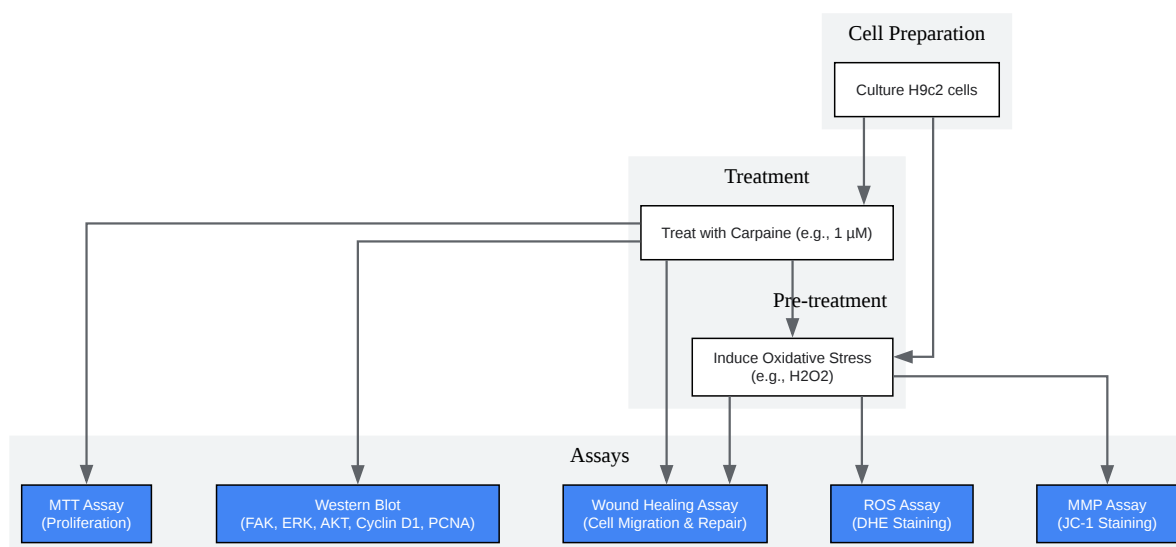 Cell Preparation
Culture H9c2 cells
Treatment
Treat with Carpaine (e.g., 1 µM)
Pre-treatment
Induce Oxidative Stress
(e.g., H2O2)
Assays
MTT Assay
(Proliferation)
Western Blot
(FAK, ERK, AKT, Cyclin D1, PCNA)
Wound Healing Assay
(Cell Migration & Repair)
ROS Assay
(DHE Staining)
MMP Assay
(JC-1 Staining)